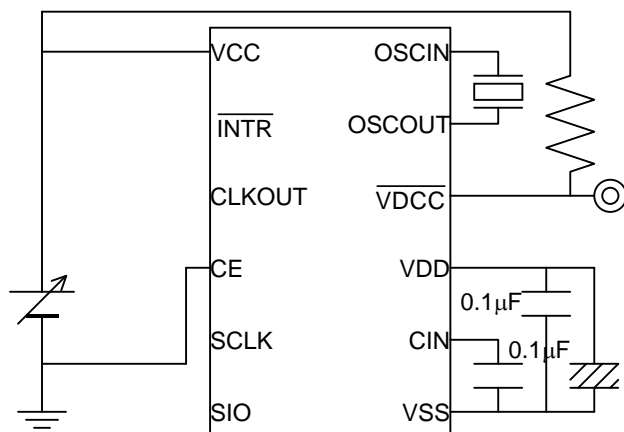 VCC OSCIN
INTR OSCOUT
CLKOUT VDCC
CE VDD
0.1μF
SCLK CIN 0.1μF
SIO VSS